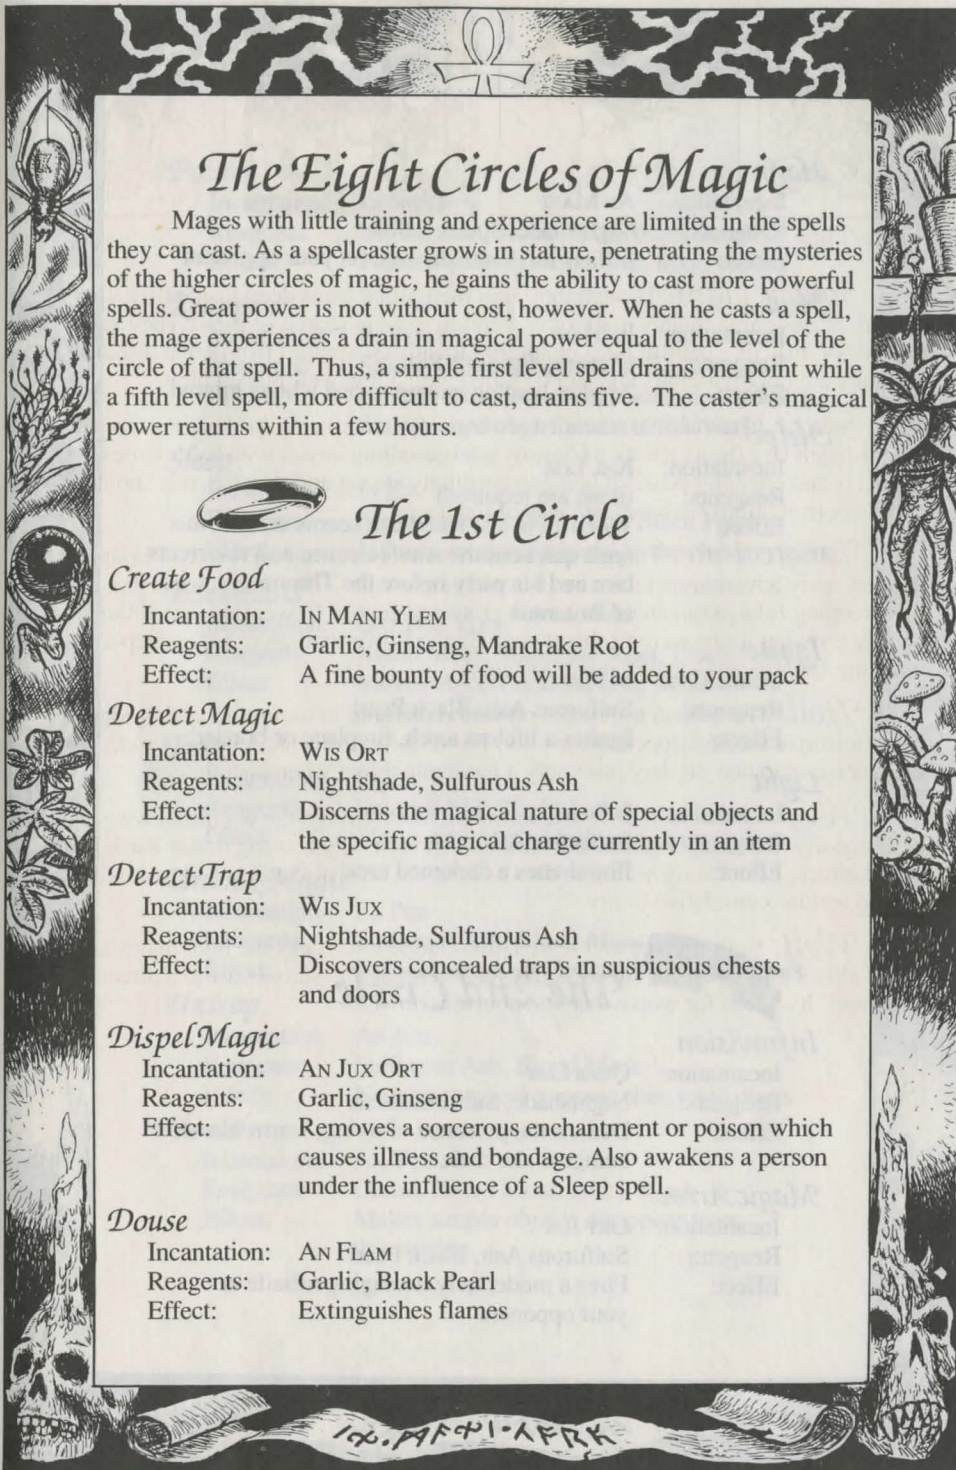 The Eight Circles of Magic
Mages with little training and experience are limited in the spells
they can cast. As a spellcaster grows in stature, penetrating the mysteries
of the higher circles of magic, he gains the ability to cast more powerful
spells. Great power is not without cost, however. When he casts a spell,
the mage experiences a drain in magical power equal to the level of the
circle of that spell. Thus, a simple first level spell drains one point while
a fifth level spell, more difficult to cast, drains five. The caster's magical
power returns within a few hours.
The 1st Circle
Create Food
Incantation: IN MANI YLEM
Reagents: Garlic, Ginseng, Mandrake Root
Effect: A fine bounty of food will be added to your pack
Detect Magic
Incantation: WIS ORT
Reagents: Nightshade, Sulfurous Ash
Effect: Discerns the magical nature of special objects and
the specific magical charge currently in an item
Detect Trap
Incantation: WIS JUX
Reagents: Nightshade, Sulfurous Ash
Effect: Discovers concealed traps in suspicious chests
and doors
Dispel Magic
Incantation: AN JUX ORT
Reagents: Garlic, Ginseng
Effect: Removes a sorcerous enchantment or poison which
causes illness and bondage. Also awakens a person
under the influence of a Sleep spell.
Douse
Incantation: AN FLAM
Reagents: Garlic, Black Pearl
Effect: Extinguishes flames